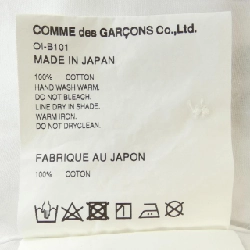 COMME des GARÇONS Co.,Ltd.
OI-B101
MADE IN JAPAN
100% COTTON
HAND WASH WARM.
DO NOT BLEACH.
LINE DRY IN SHADE.
WARM IRON.
DO NOT DRYCLEAN.
FABRIQUE AU JAPON
100% COTON